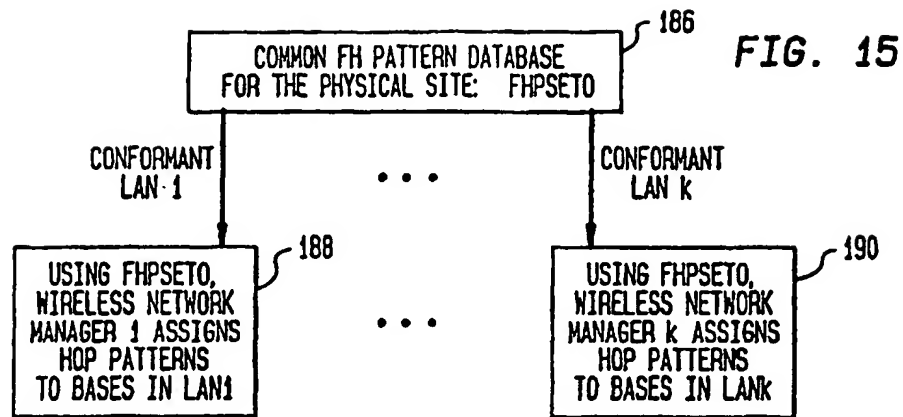 186
FIG. 15
COMMON FH PATTERN DATABASE
FOR THE PHYSICAL SITE: FHPSETO
CONFORMANT
LAN 1
• • •
CONFORMANT
LAN k
188
USING FHPSETO,
WIRELESS NETWORK
MANAGER 1 ASSIGNS
HOP PATTERNS
TO BASES IN LAN1
• • •
190
USING FHPSETO,
WIRELESS NETWORK
MANAGER k ASSIGNS
HOP PATTERNS
TO BASES IN LANk